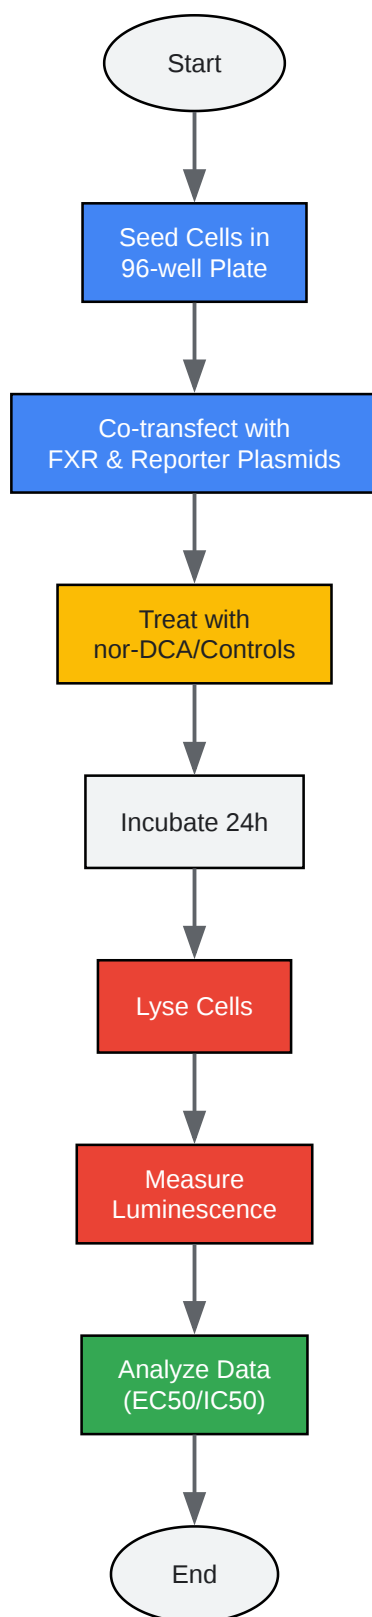 Start
Seed Cells in
96-well Plate
Co-transfect with
FXR & Reporter Plasmids
Treat with
nor-DCA/Controls
Incubate 24h
Lyse Cells
Measure
Luminescence
Analyze Data
(EC50/IC50)
End